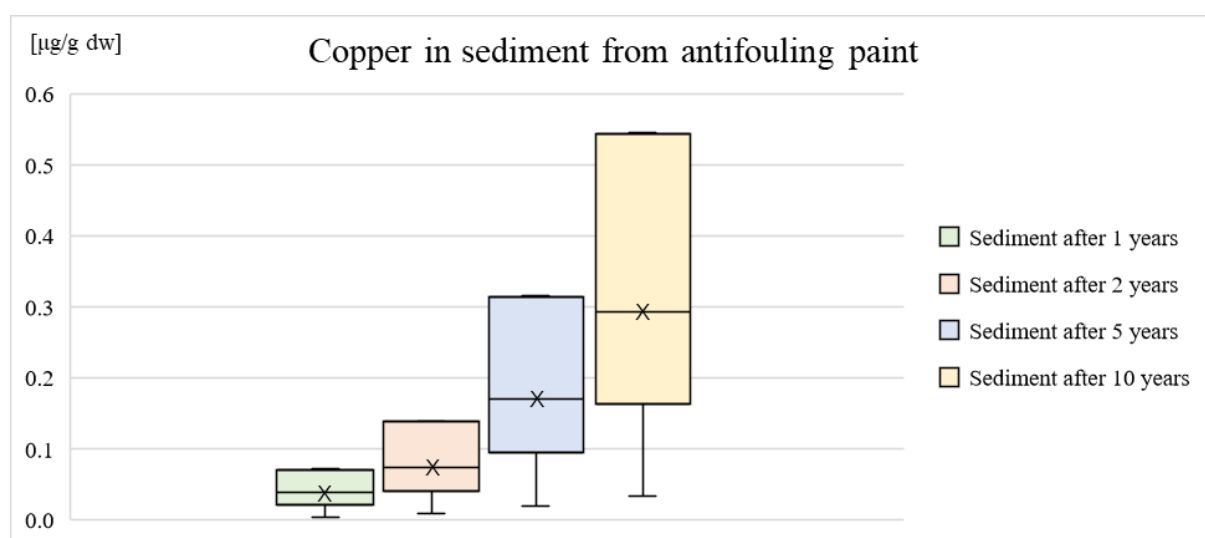 [μg/g dw]
Copper in sediment from antifouling paint
0.6
0.5
0.4
0.3
0.2
0.1
0.0
Sediment after 1 years
Sediment after 2 years
Sediment after 5 years
Sediment after 10 years